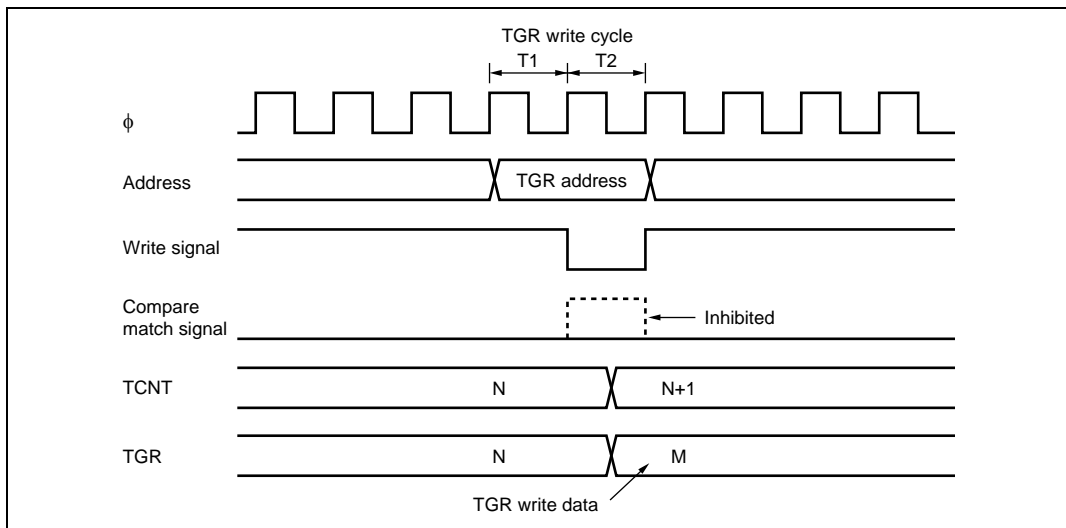 TGR write cycle
T1 T2
ϕ
Address TGR address
Write signal
Compare
match signal Inhibited
TCNT N N+1
TGR N M
TGR write data